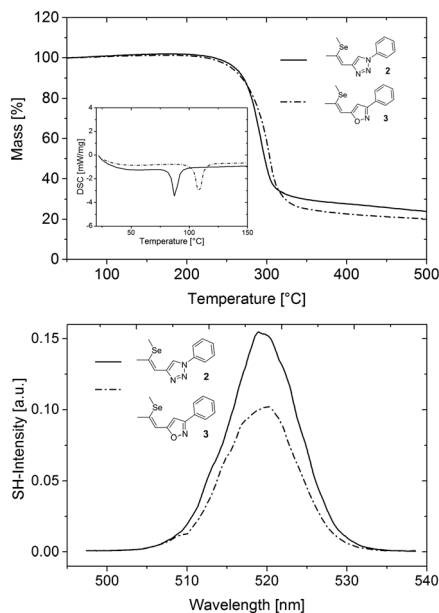 120
100
80
60
40
20
0
Mass [%]
Se
N
N=N
2
Se
O-N
3
4
2
0
-2
-4
-6
DSC [mW/mg]
50
100
150
Temperature [°C]
100
200
300
400
500
Temperature [°C]
0.15
0.10
0.05
0.00
SH-Intensity [a.u.]
Se
N
N=N
2
Se
O-N
3
500
510
520
530
540
Wavelength [nm]